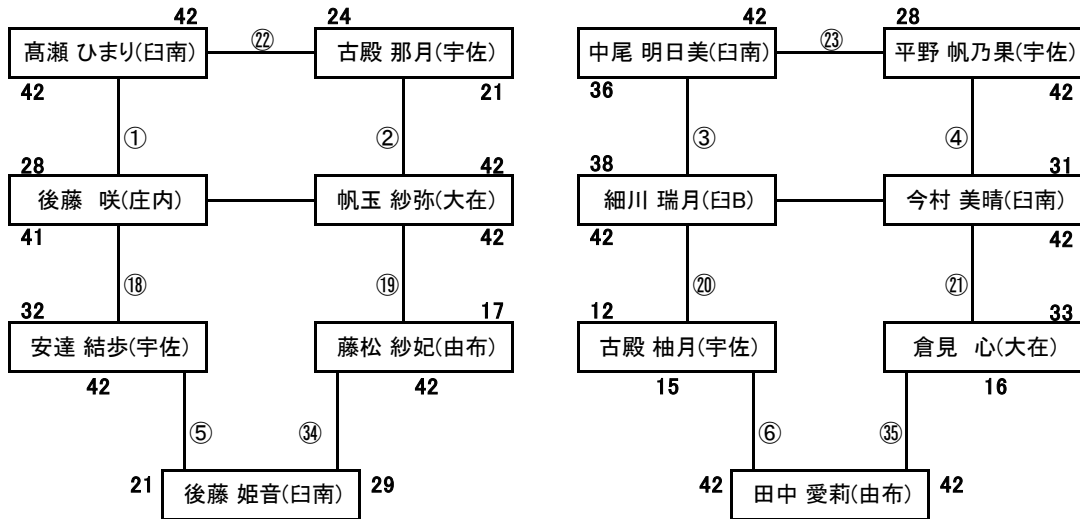 42 24 42 28
髙瀬 ひまり(臼南) ㉒ 古殿 那月(宇佐) 中尾 明日美(臼南) ㉓ 平野 帆乃果(宇佐)
42 21 36 42
① ② ③ ④
28 42 38 31
後藤 咲(庄内) 帆玉 紗弥(大在) 細川 瑞月(臼B) 今村 美晴(臼南)
41 42 42 42
⑱ ⑲ ⑳ ㉑
32 17 12 33
安達 結歩(宇佐) 藤松 紗妃(由布) 古殿 柚月(宇佐) 倉見 心(大在)
42 42 15 16
⑤ ㉞ ⑥ ㉟
21 後藤 姫音(臼南) 29 42 田中 愛莉(由布) 42